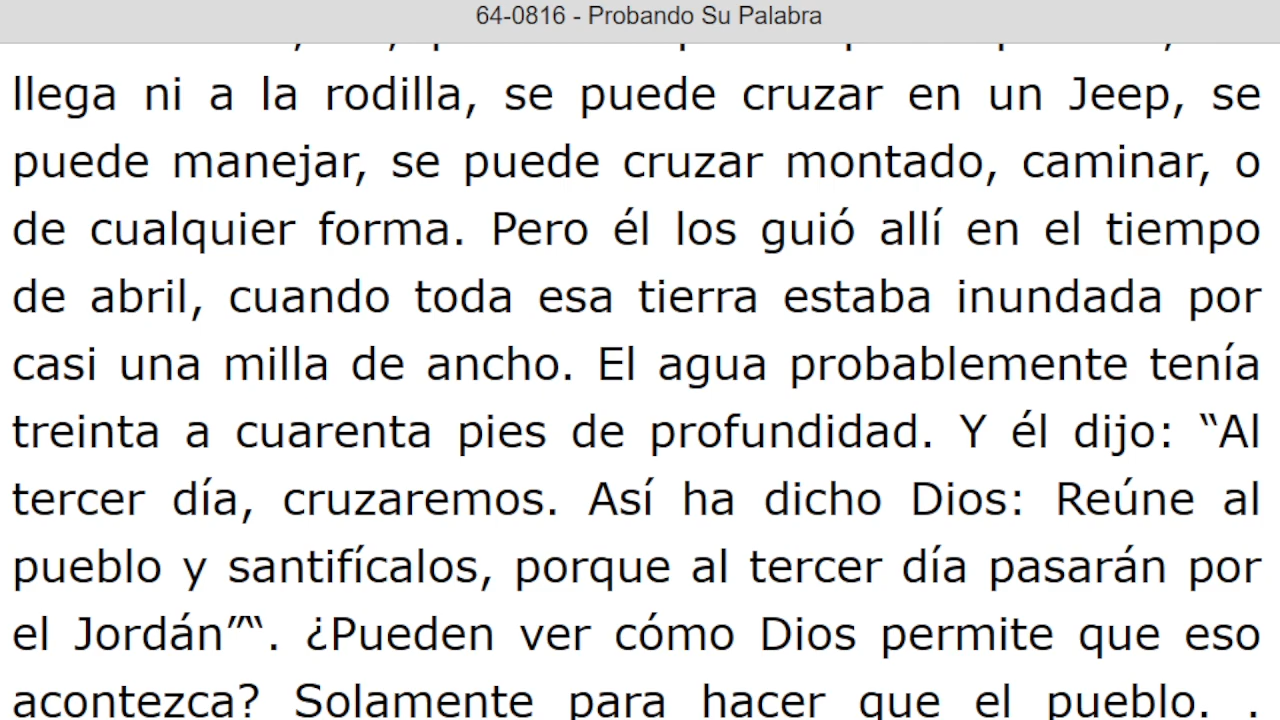 64-0816 - Probando Su Palabra
llega ni a la rodilla, se puede cruzar en un Jeep, se
puede manejar, se puede cruzar montado, caminar, o
de cualquier forma. Pero él los guió allí en el tiempo
de abril, cuando toda esa tierra estaba inundada por
casi una milla de ancho. El agua probablemente tenía
treinta a cuarenta pies de profundidad. Y él dijo: “Al
tercer día, cruzaremos. Así ha dicho Dios: Reúne al
pueblo y santifícalos, porque al tercer día pasarán por
el Jordán”“. ¿Pueden ver cómo Dios permite que eso
acontezca? Solamente para hacer que el pueblo. .